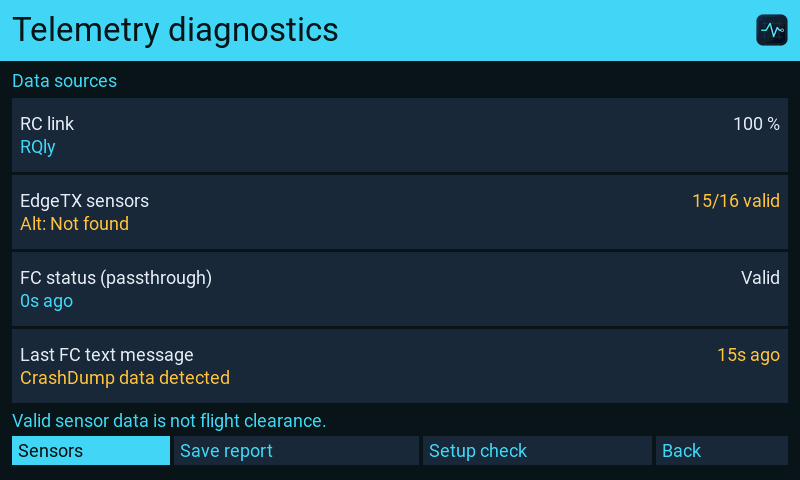 Telemetry diagnostics
Data sources
RC link 100 %
RQly
EdgeTX sensors 15/16 valid
Alt: Not found
FC status (passthrough) Valid
0s ago
Last FC text message 15s ago
CrashDump data detected
Valid sensor data is not flight clearance.
Sensors Save report Setup check Back